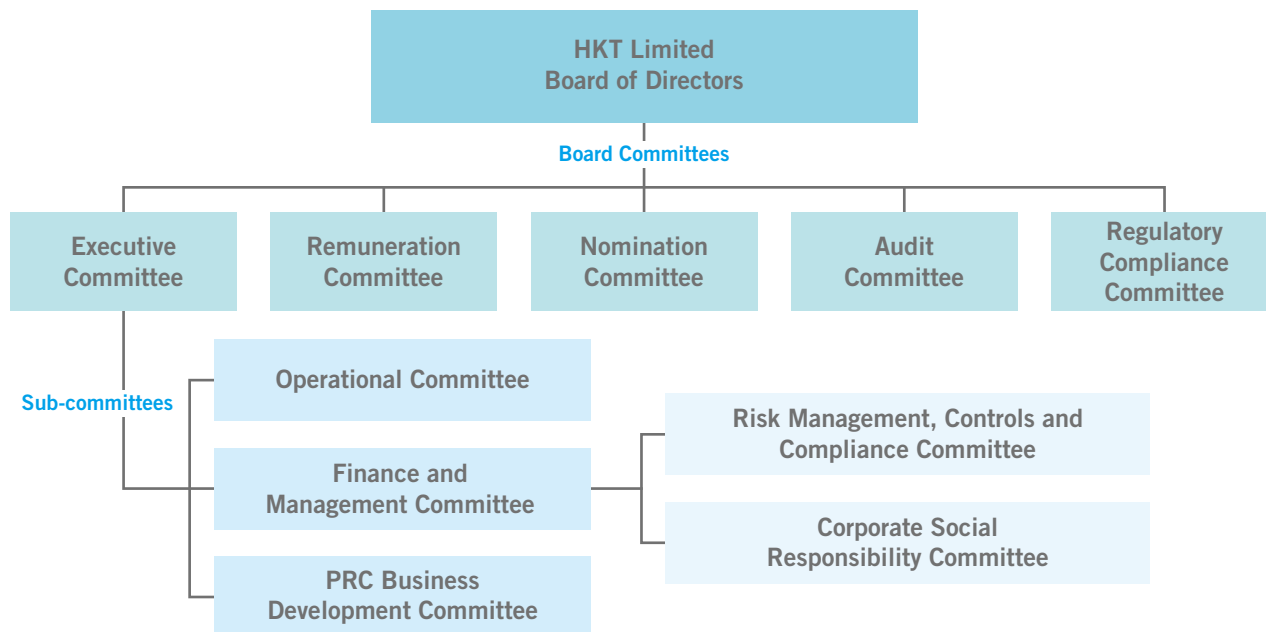 HKT Limited
Board of Directors
Board Committees
Executive
Committee
Remuneration
Committee
Nomination
Committee
Audit
Committee
Regulatory
Compliance
Committee
Sub-committees
Operational Committee
Finance and
Management Committee
PRC Business
Development Committee
Risk Management, Controls and
Compliance Committee
Corporate Social
Responsibility Committee